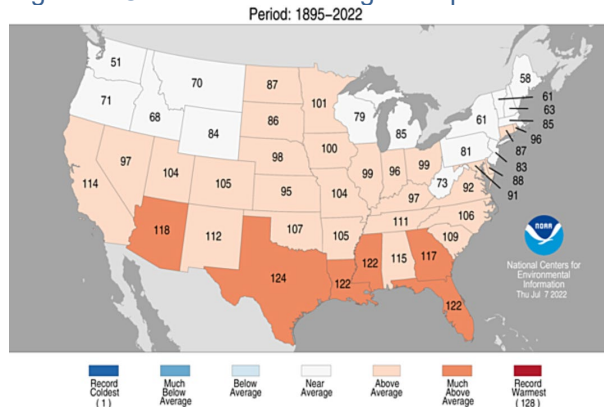 Period: 1895–2022
51
70
87
101
58
71
68
84
86
79
85
61
61
63
85
96
87
83
88
91
81
73
92
98
100
99
96
99
97
114
97
104
105
95
104
106
118
112
107
105
111
109
124
122
122
115
117
122
NOAA
National Centers for
Environmental
Information
Thu Jul 7 2022
Record
Coldest
(1)
Much
Below
Average
Below
Average
Near
Average
Above
Average
Much
Above
Average
Record
Warmest
(128)